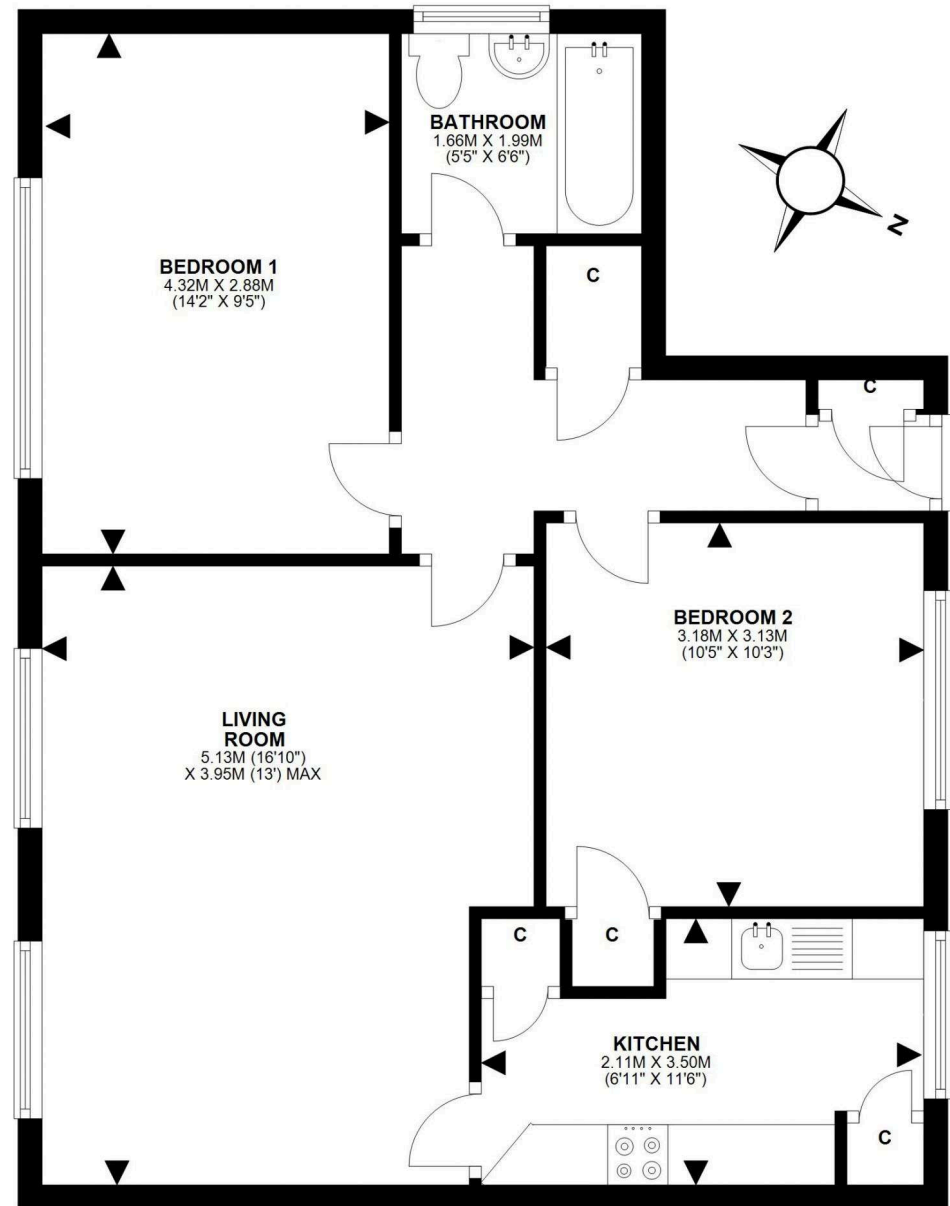 BATHROOM
1.66M X 1.99M
(5'5" X 6'6")
N
BEDROOM 1
4.32M X 2.88M
(14'2" X 9'5")
C
C
BEDROOM 2
3.18M X 3.13M
(10'5" X 10'3")
LIVING
ROOM
5.13M (16'10")
X 3.95M (13') MAX
C
C
KITCHEN
2.11M X 3.50M
(6'11" X 11'6")
C